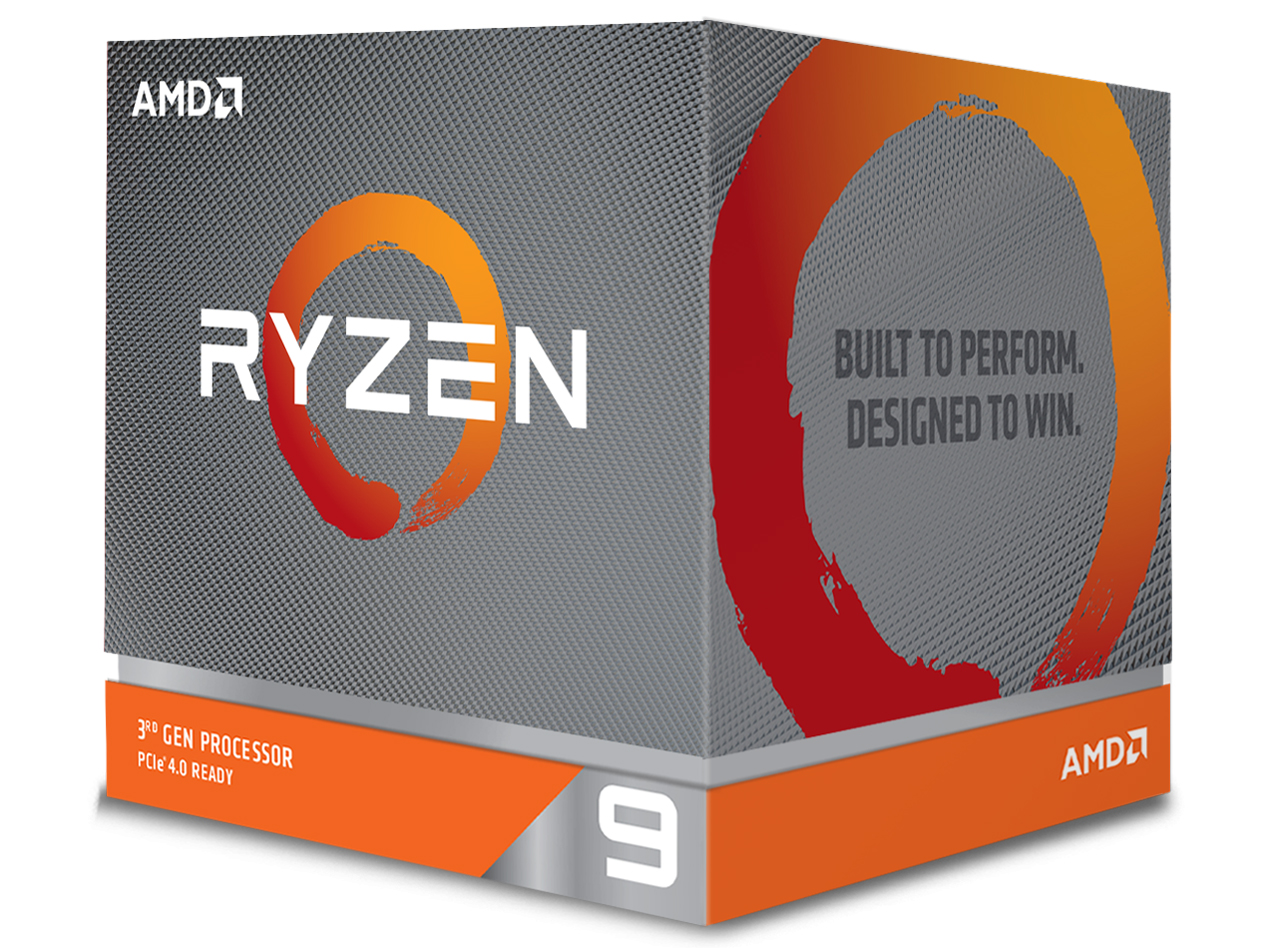 AMD
RYZEN
3RD GEN PROCESSOR
PCIe® 4.0 READY
9
BUILT TO PERFORM.
DESIGNED TO WIN.
AMD